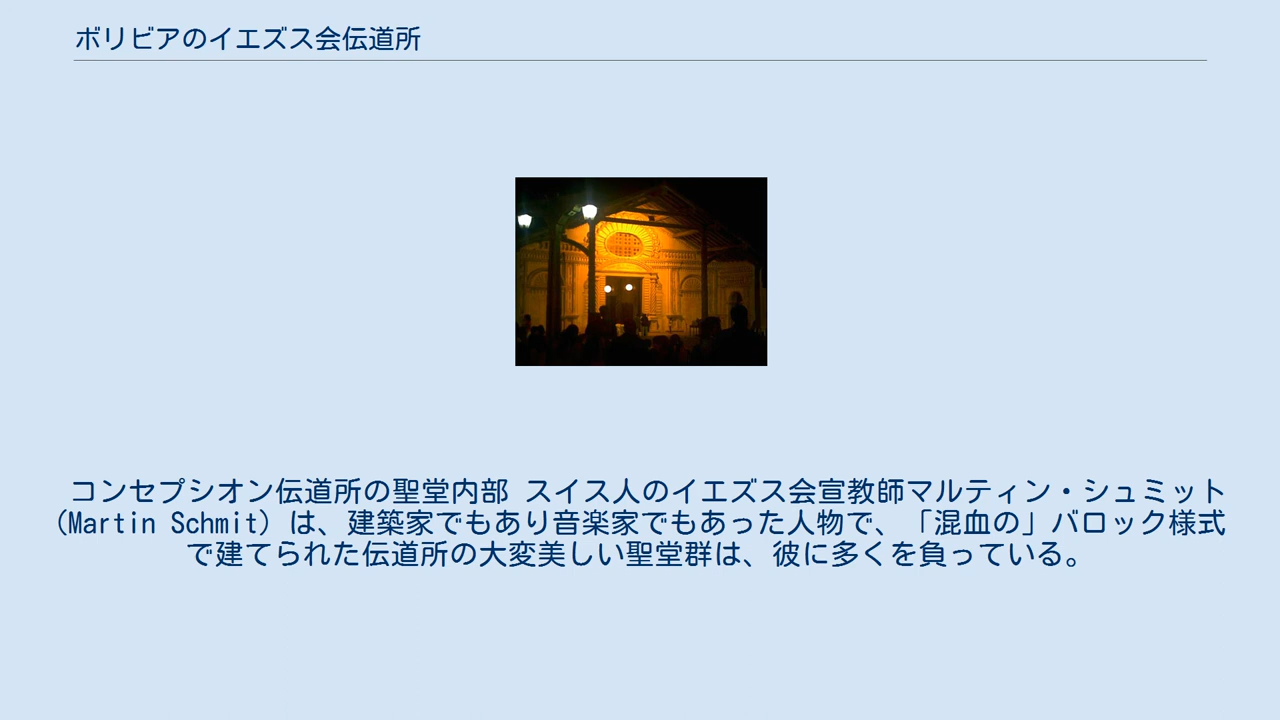 ボリビアのイエズス会伝道所
コンセプシオン伝道所の聖堂内部 スイス人のイエズス会宣教師マルティン・シュミット
(Martin Schmit) は、建築家でもあり音楽家でもあった人物で、「混血の」バロック様式
で建てられた伝道所の大変美しい聖堂群は、彼に多くを負っている。